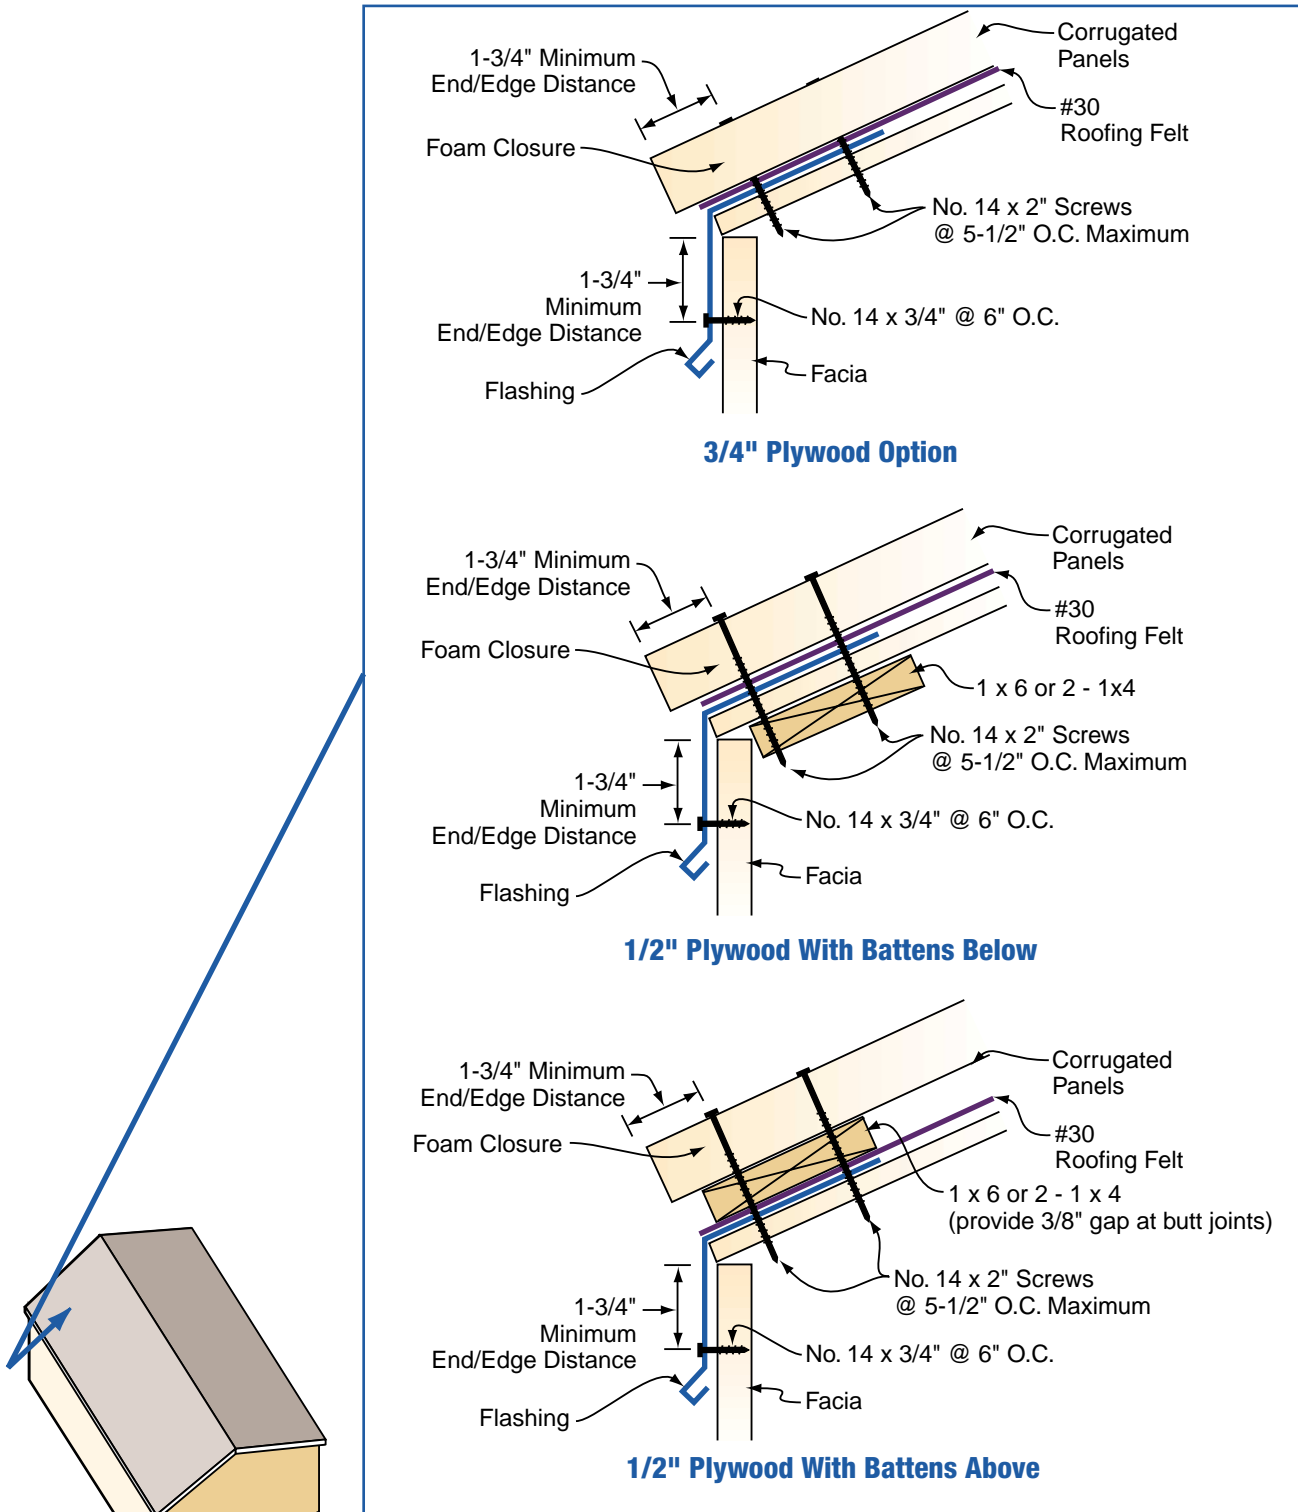 1-3/4" Minimum
End/Edge Distance
Corrugated
Panels
#30
Roofing Felt
Foam Closure
No. 14 x 2" Screws
@ 5-1/2" O.C. Maximum
1-3/4"
Minimum
End/Edge Distance
No. 14 x 3/4" @ 6" O.C.
Flashing
Facia
3/4" Plywood Option
1-3/4" Minimum
End/Edge Distance
Corrugated
Panels
#30
Roofing Felt
Foam Closure
1 x 6 or 2 - 1x4
No. 14 x 2" Screws
@ 5-1/2" O.C. Maximum
1-3/4"
Minimum
End/Edge Distance
No. 14 x 3/4" @ 6" O.C.
Flashing
Facia
1/2" Plywood With Battens Below
1-3/4" Minimum
End/Edge Distance
Corrugated
Panels
#30
Roofing Felt
Foam Closure
1 x 6 or 2 - 1 x 4
(provide 3/8" gap at butt joints)
No. 14 x 2" Screws
@ 5-1/2" O.C. Maximum
1-3/4"
Minimum
End/Edge Distance
No. 14 x 3/4" @ 6" O.C.
Flashing
Facia
1/2" Plywood With Battens Above